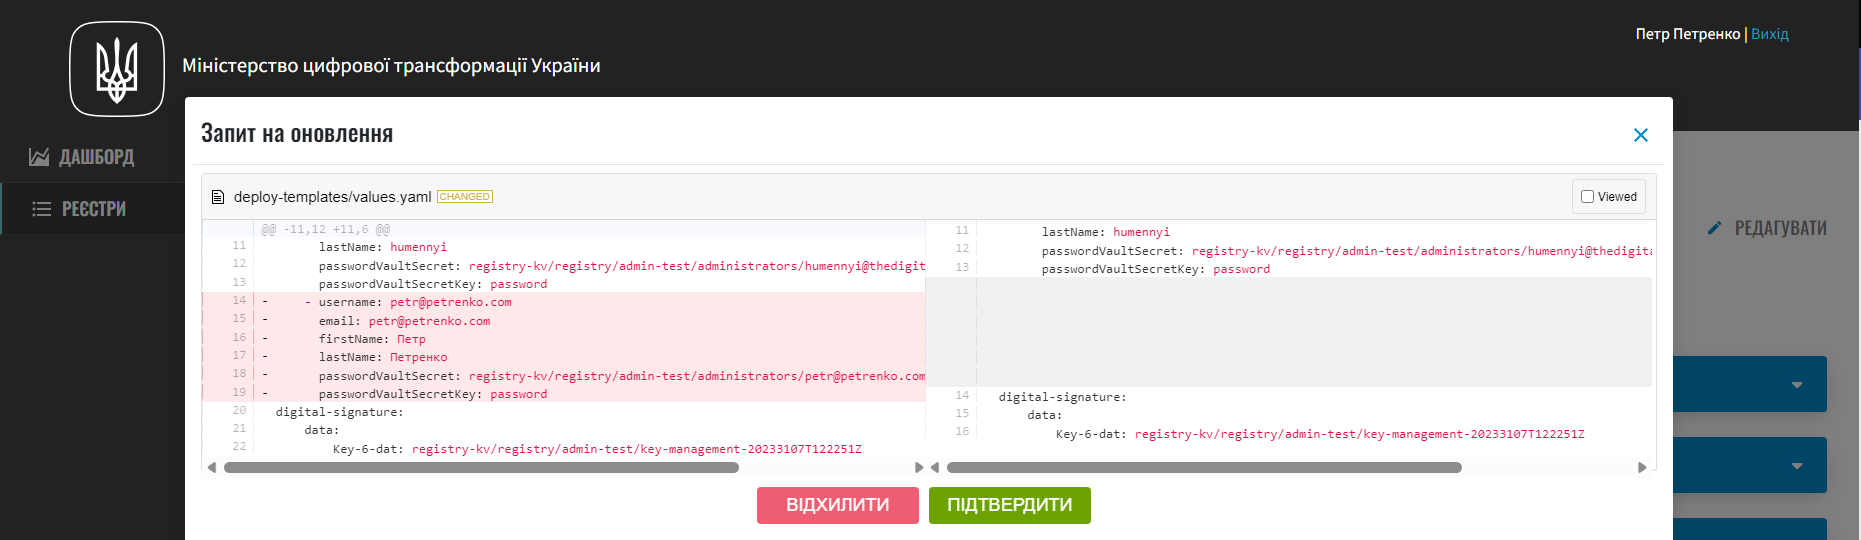 Петр Петренко | Вихід
Міністерство цифрової трансформації України
ДАШБОРД
РЕЄСТРИ
РЕДАГУВАТИ
Запит на оновлення
deploy-templates/values.yaml CHANGED
Viewed
@@ -11,12 +11,6 @@
11 lastName: humennyi
12 passwordVaultSecret: registry-kv/registry/admin-test/administrators/humennyi@thedigit
13 passwordVaultSecretKey: password
14 - - username: petr@petrenko.com
15 - email: petr@petrenko.com
16 - firstName: Петр
17 - lastName: Петренко
18 - passwordVaultSecret: registry-kv/registry/admin-test/administrators/petr@petrenko.com
19 - passwordVaultSecretKey: password
20 digital-signature:
21 data:
22 Key-6-dat: registry-kv/registry/admin-test/key-management-20233107T122251Z
11 lastName: humennyi
12 passwordVaultSecret: registry-kv/registry/admin-test/administrators/humennyi@thedigita
13 passwordVaultSecretKey: password
14 digital-signature:
15 data:
16 Key-6-dat: registry-kv/registry/admin-test/key-management-20233107T122251Z
ВІДХИЛИТИ
ПІДТВЕРДИТИ